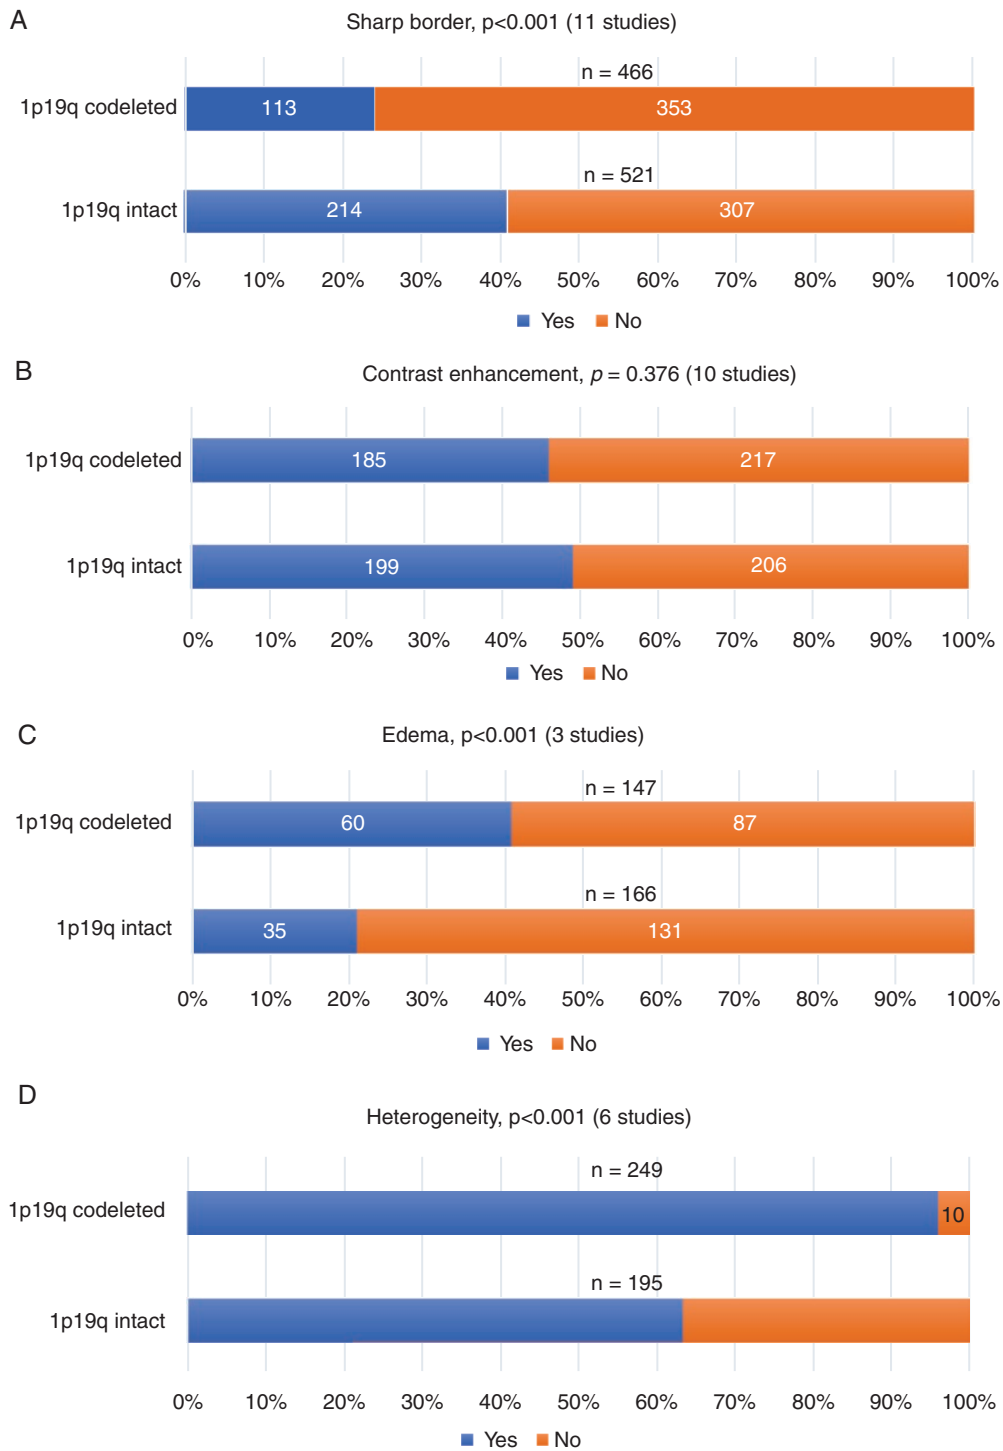 A
Sharp border, p<0.001 (11 studies)
n = 466
1p19q codeleted 113 353
n = 521
1p19q intact 214 307
0% 10% 20% 30% 40% 50% 60% 70% 80% 90% 100%
Yes No
B
Contrast enhancement, p = 0.376 (10 studies)
1p19q codeleted 185 217
1p19q intact 199 206
0% 10% 20% 30% 40% 50% 60% 70% 80% 90% 100%
Yes No
C
Edema, p<0.001 (3 studies)
n = 147
1p19q codeleted 60 87
n = 166
1p19q intact 35 131
0% 10% 20% 30% 40% 50% 60% 70% 80% 90% 100%
Yes No
D
Heterogeneity, p<0.001 (6 studies)
n = 249
1p19q codeleted 10
n = 195
1p19q intact
0% 10% 20% 30% 40% 50% 60% 70% 80% 90% 100%
Yes No